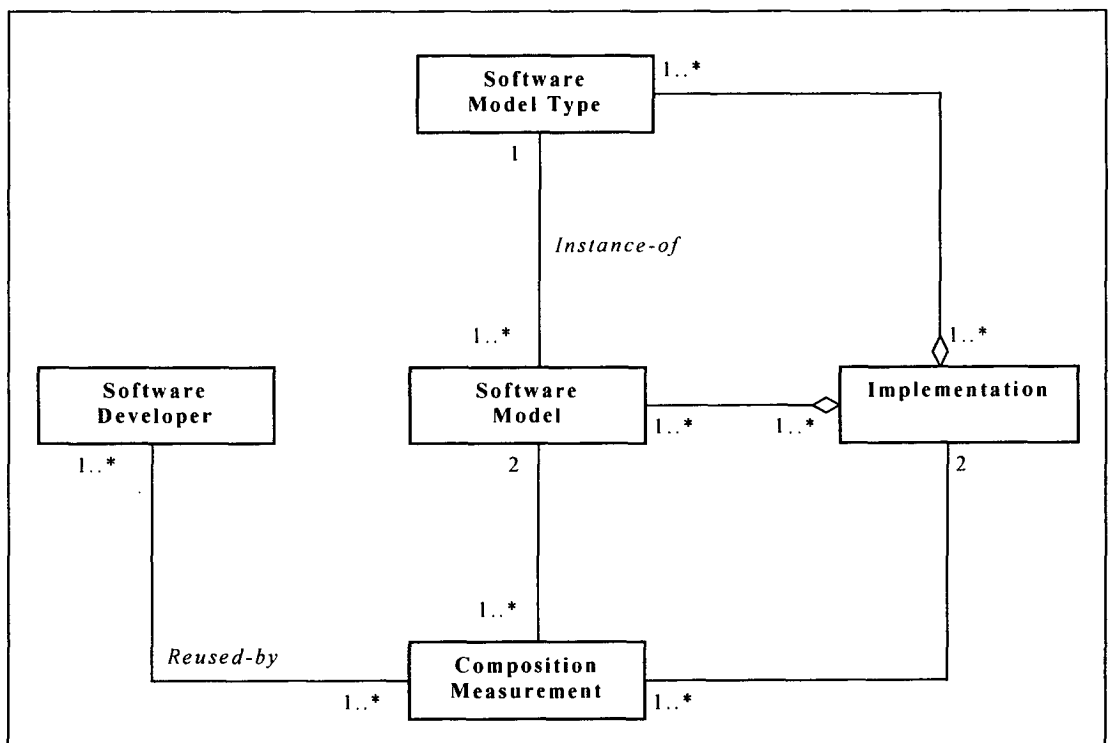 Software
Model Type
1..*
1
Instance-of
1..*
1..*
Software
Developer
Software
Model
Implementation
1..*
1..*
1..*
2
2
1..*
Reused-by
Composition
Measurement
1..*
1..*